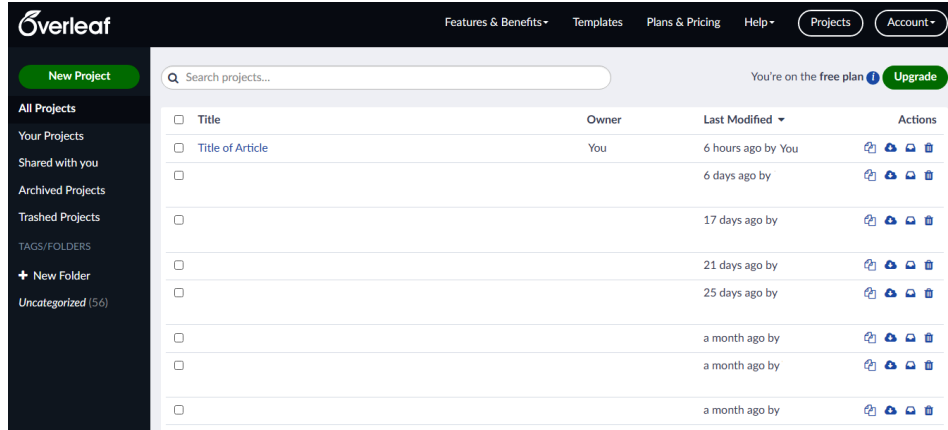 Overleaf Features & Benefits Templates Plans & Pricing Help Projects Account
New Project
All Projects
Your Projects
Shared with you
Archived Projects
Trashed Projects
TAGS/FOLDERS
+ New Folder
Uncategorized (56)
Search projects... You're on the free plan i Upgrade
Title Owner Last Modified Actions
Title of Article You 6 hours ago by You
6 days ago by
17 days ago by
21 days ago by
25 days ago by
a month ago by
a month ago by
a month ago by